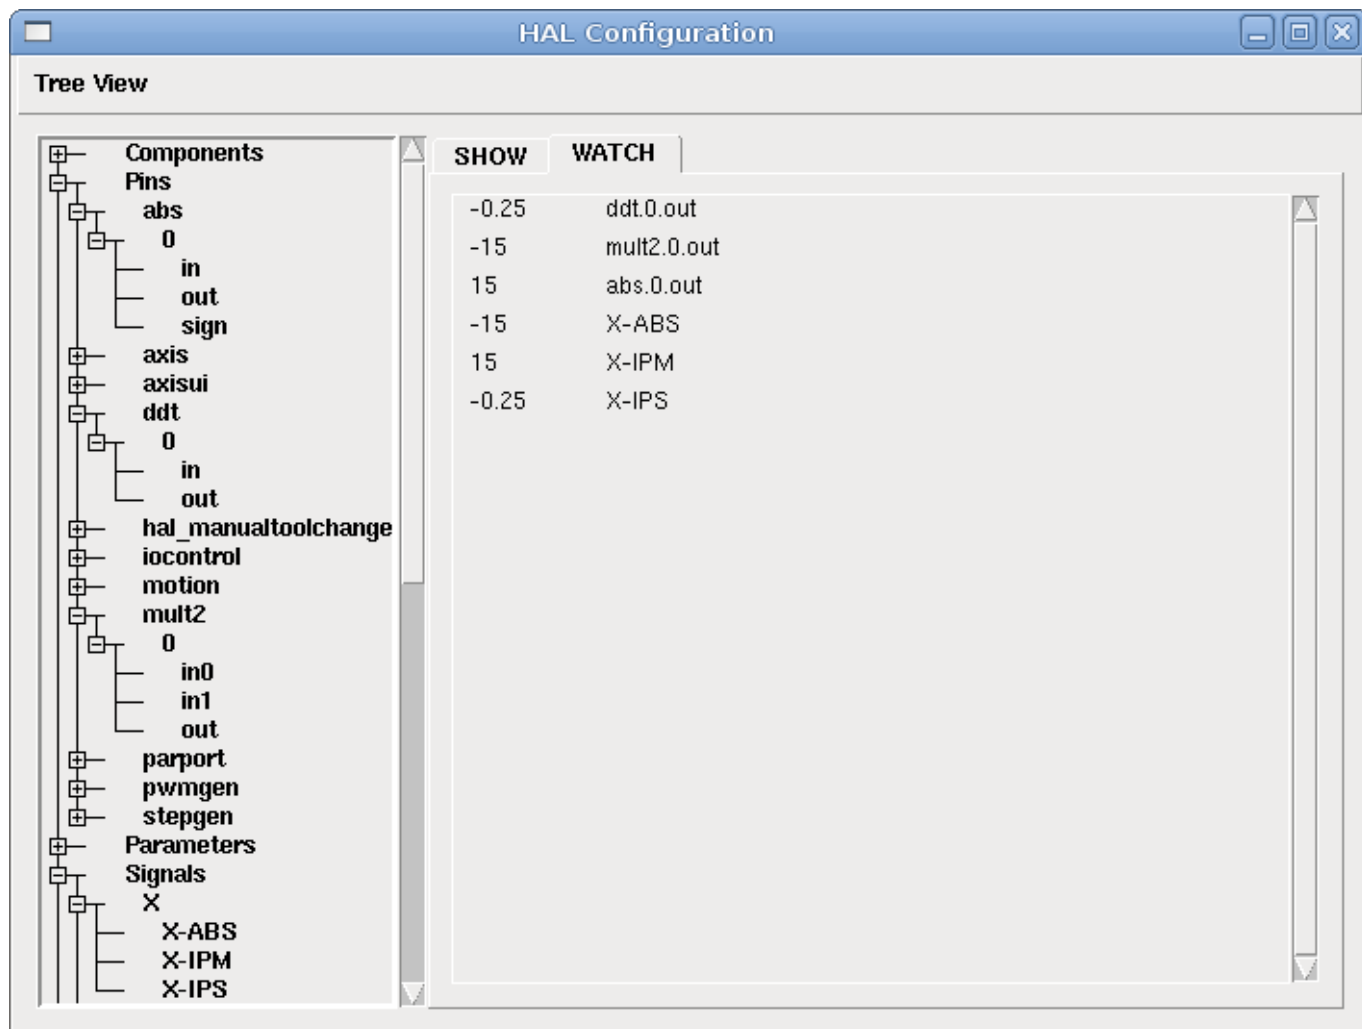 HAL Configuration
Tree View
Components
Pins
abs
0
in
out
sign
axis
axisui
ddt
0
in
out
hal_manualtoolchange
iocontrol
motion
mult2
0
in0
in1
out
parport
pwmgen
stepgen
Parameters
Signals
X
X-ABS
X-IPM
X-IPS
SHOW WATCH
-0.25 ddt.0.out
-15 mult2.0.out
15 abs.0.out
-15 X-ABS
15 X-IPM
-0.25 X-IPS